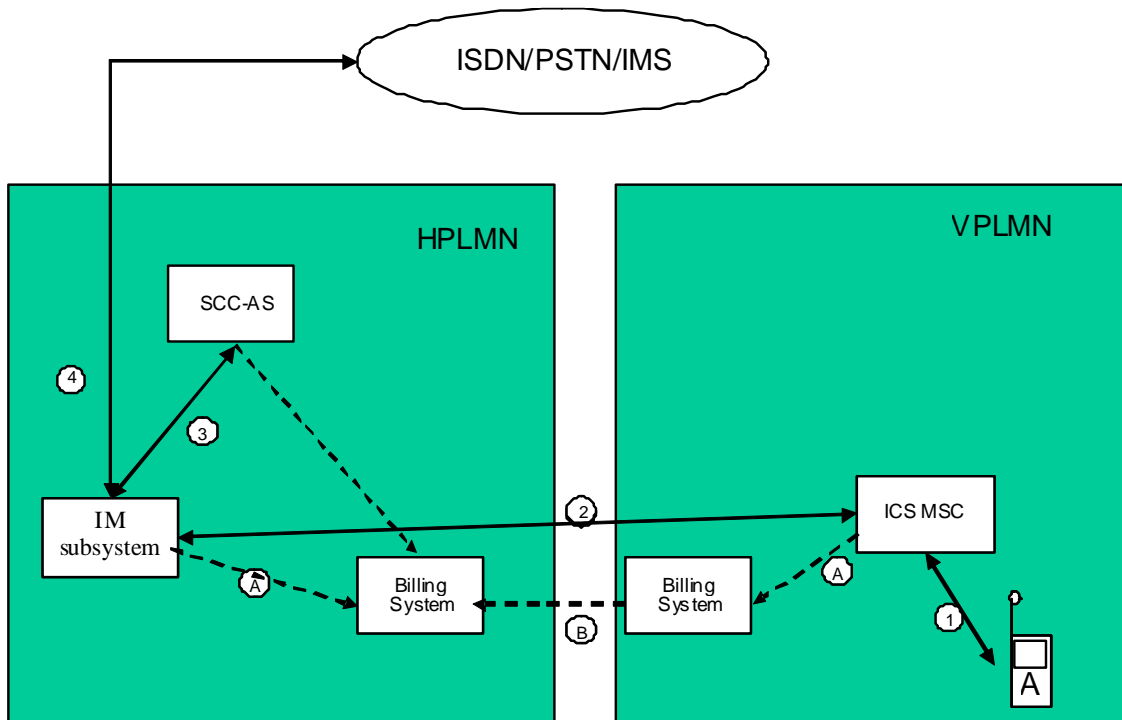 ISDN/PSTN/IMS
HPLMN
VPLMN
SCC-AS
4
3
IM
subsystem
2
ICS MSC
A
Billing
System
B
Billing
System
A
1
A